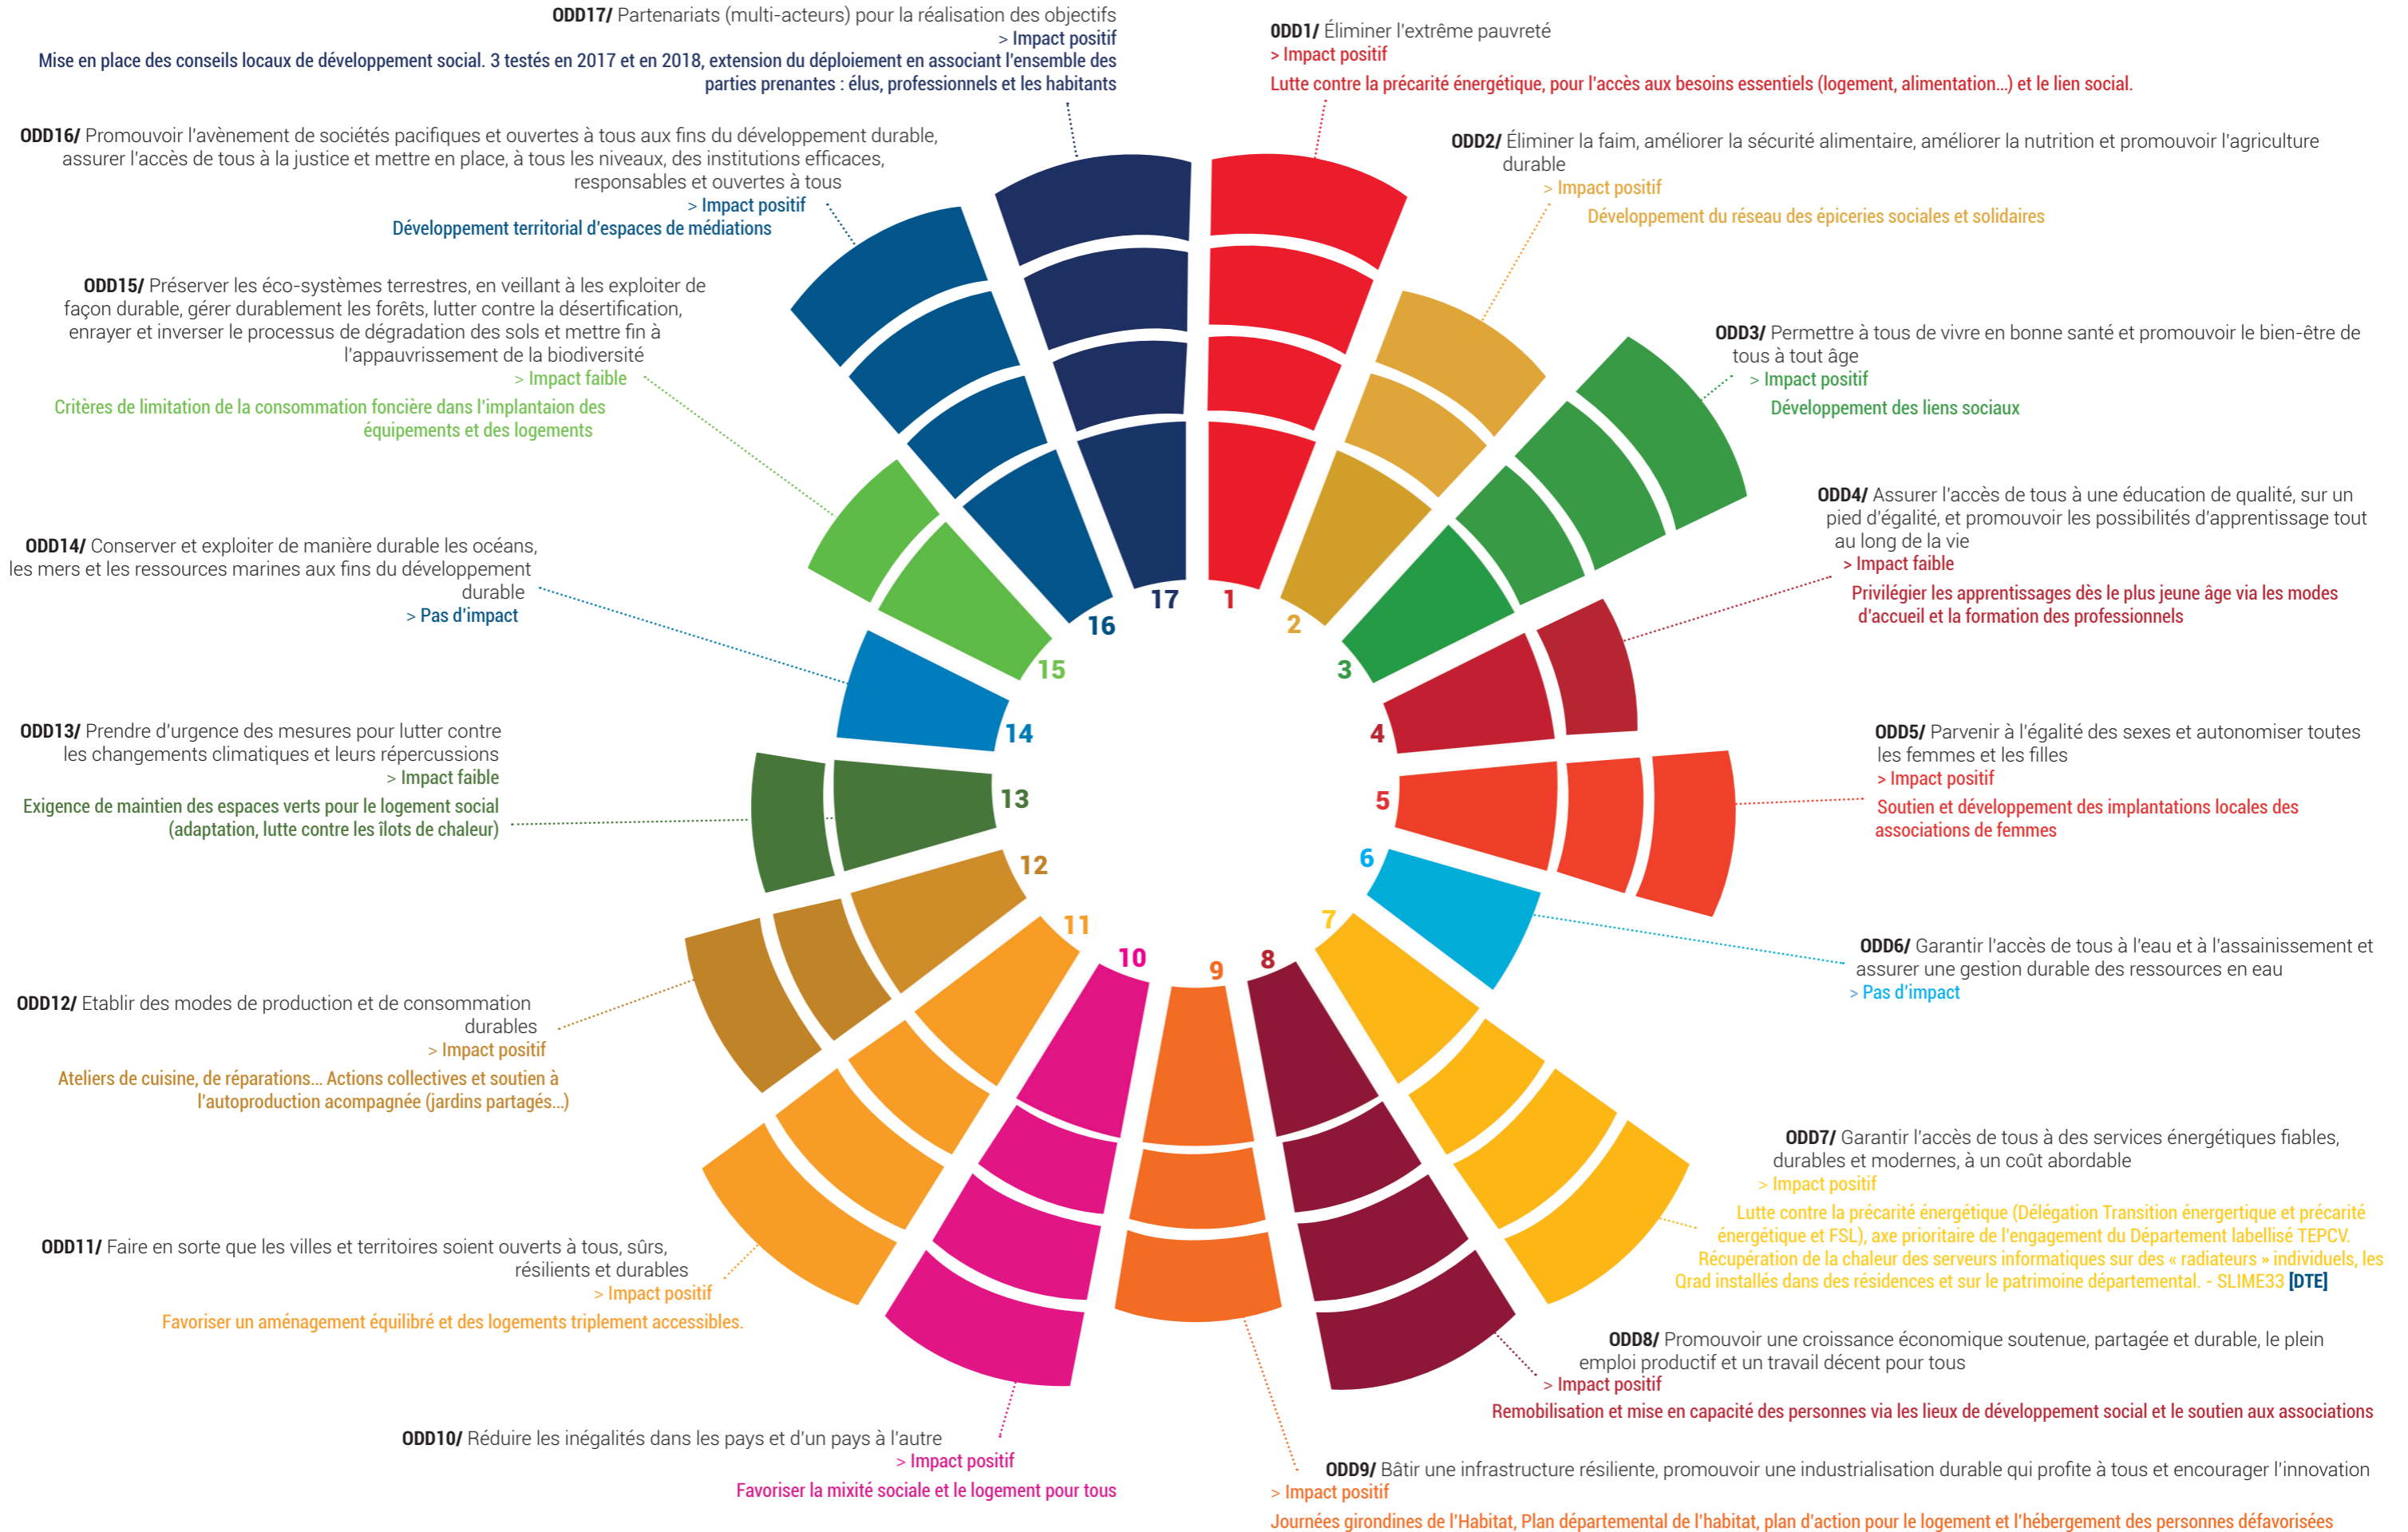 ODD17/ Partenariats (multi-acteurs) pour la réalisation des objectifs
> Impact positif
Mise en place des conseils locaux de développement social. 3 testés en 2017 et en 2018, extension du déploiement en associant l'ensemble des
parties prenantes : élus, professionnels et les habitants
ODD1/ Éliminer l'extrême pauvreté
> Impact positif
Lutte contre la précarité énergétique, pour l'accès aux besoins essentiels (logement, alimentation...) et le lien social.
ODD16/ Promouvoir l'avènement de sociétés pacifiques et ouvertes à tous aux fins du développement durable,
assurer l'accès de tous à la justice et mettre en place, à tous les niveaux, des institutions efficaces,
responsables et ouvertes à tous
> Impact positif
Développement territorial d'espaces de médiations
ODD2/ Éliminer la faim, améliorer la sécurité alimentaire, améliorer la nutrition et promouvoir l'agriculture
durable
> Impact positif
Développement du réseau des épiceries sociales et solidaires
ODD15/ Préserver les éco-systèmes terrestres, en veillant à les exploiter de
façon durable, gérer durablement les forêts, lutter contre la désertification,
enrayer et inverser le processus de dégradation des sols et mettre fin à
l'appauvrissement de la biodiversité
> Impact faible
Critères de limitation de la consommation foncière dans l'implantaion des
équipements et des logements
ODD3/ Permettre à tous de vivre en bonne santé et promouvoir le bien-être de
tous à tout âge
> Impact positif
Développement des liens sociaux
ODD4/ Assurer l'accès de tous à une éducation de qualité, sur un
pied d'égalité, et promouvoir les possibilités d'apprentissage tout
au long de la vie
> Impact faible
Privilégier les apprentissages dès le plus jeune âge via les modes
d'accueil et la formation des professionnels
ODD14/ Conserver et exploiter de manière durable les océans,
les mers et les ressources marines aux fins du développement
durable
> Pas d'impact
17
1
16
2
15
3
14
4
13
5
12
6
11
7
10
9
8
ODD13/ Prendre d'urgence des mesures pour lutter contre
les changements climatiques et leurs répercussions
> Impact faible
Exigence de maintien des espaces verts pour le logement social
(adaptation, lutte contre les îlots de chaleur)
ODD5/ Parvenir à l'égalité des sexes et autonomiser toutes
les femmes et les filles
> Impact positif
Soutien et développement des implantations locales des
associations de femmes
ODD6/ Garantir l'accès de tous à l'eau et à l'assainissement et
assurer une gestion durable des ressources en eau
> Pas d'impact
ODD12/ Etablir des modes de production et de consommation
durables
> Impact positif
Ateliers de cuisine, de réparations... Actions collectives et soutien à
l'autoproduction acompagnée (jardins partagés...)
ODD7/ Garantir l'accès de tous à des services énergétiques fiables,
durables et modernes, à un coût abordable
> Impact positif
Lutte contre la précarité énergétique (Délégation Transition énergertique et précarité
énergétique et FSL), axe prioritaire de l'engagement du Département labellisé TEPCV.
Récupération de la chaleur des serveurs informatiques sur des « radiateurs » individuels, les
Qrad installés dans des résidences et sur le patrimoine départemental. - SLIME33 [DTE]
ODD11/ Faire en sorte que les villes et territoires soient ouverts à tous, sûrs,
résilients et durables
> Impact positif
Favoriser un aménagement équilibré et des logements triplement accessibles.
ODD8/ Promouvoir une croissance économique soutenue, partagée et durable, le plein
emploi productif et un travail décent pour tous
> Impact positif
Remobilisation et mise en capacité des personnes via les lieux de développement social et le soutien aux associations
ODD10/ Réduire les inégalités dans les pays et d'un pays à l'autre
> Impact positif
Favoriser la mixité sociale et le logement pour tous
ODD9/ Bâtir une infrastructure résiliente, promouvoir une industrialisation durable qui profite à tous et encourager l'innovation
> Impact positif
Journées girondines de l'Habitat, Plan départemental de l'habitat, plan d'action pour le logement et l'hébergement des personnes défavorisées